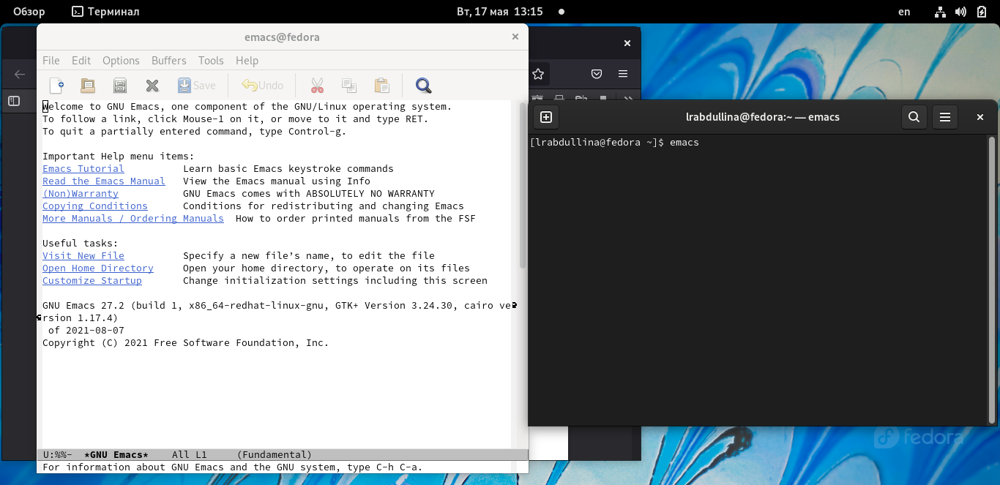 Обзор Терминал Вт, 17 мая 13:15 en
emacs@fedora
File Edit Options Buffers Tools Help
Save Undo
Welcome to GNU Emacs, one component of the GNU/Linux operating system.
To follow a link, click Mouse-1 on it, or move to it and type RET.
To quit a partially entered command, type Control-g.
Important Help menu items:
Emacs Tutorial Learn basic Emacs keystroke commands
Read the Emacs Manual View the Emacs manual using Info
(Non)Warranty GNU Emacs comes with ABSOLUTELY NO WARRANTY
Copying Conditions Conditions for redistributing and changing Emacs
More Manuals / Ordering Manuals How to order printed manuals from the FSF
Useful tasks:
Visit New File Specify a new file’s name, to edit the file
Open Home Directory Open your home directory, to operate on its files
Customize Startup Change initialization settings including this screen
GNU Emacs 27.2 (build 1, x86_64-redhat-linux-gnu, GTK+ Version 3.24.30, cairo ve
rsion 1.17.4)
of 2021-08-07
Copyright (C) 2021 Free Software Foundation, Inc.
U:%%- *GNU Emacs* All L1 (Fundamental)
For information about GNU Emacs and the GNU system, type C-h C-a.
lrabdullina@fedora:~ — emacs
[lrabdullina@fedora ~]$ emacs
fedora